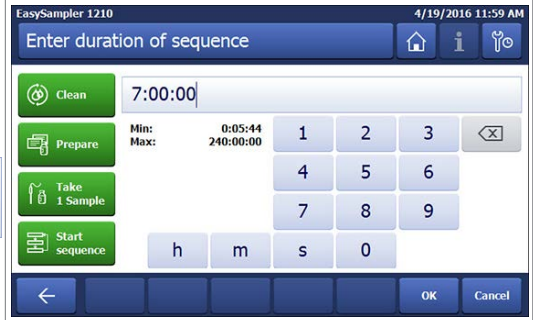 EasySampler 1210
4/19/2016 11:59 AM
Enter duration of sequence
Clean
7:00:00
Min: 0:05:44
Max: 240:00:00
1 2 3
Prepare
4 5 6
Take
1 Sample
7 8 9
Start
sequence
h m s 0
OK Cancel